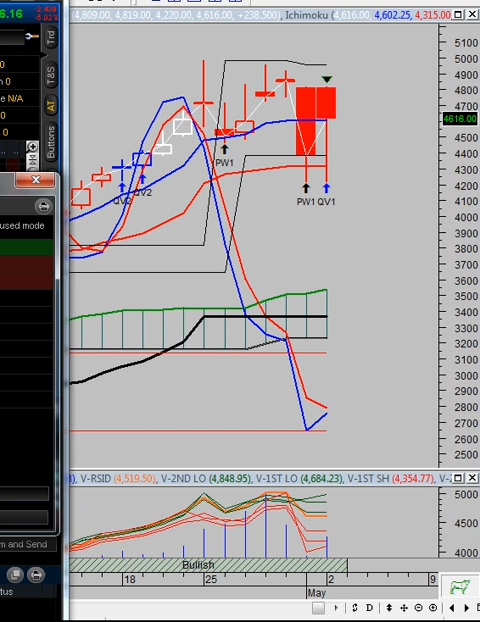 (4,809.00, 4,819.00, 4,220.00, 4,616.00, +238.500), Ichimoku (4,616.00, 4,602.25, 4,315.00
6.16
Trd
T&S
AT
Buttons
0
0
N/A
0
used mode
QV2
QV2
PW1
PW1 QV1
5100
5000
4900
4800
4700
4616.00
4500
4400
4300
4200
4100
4000
3900
3800
3700
3600
3500
3400
3300
3200
3100
3000
2900
2800
2700
2600
2500
V-RSID (4,519.50), V-2ND LO (4,848.95), V-1ST LO (4,684.23), V-1ST SH (4,354.77), V-2
5000
4500
4000
Bullish
18
25
2
9
May
and Send
tus
D